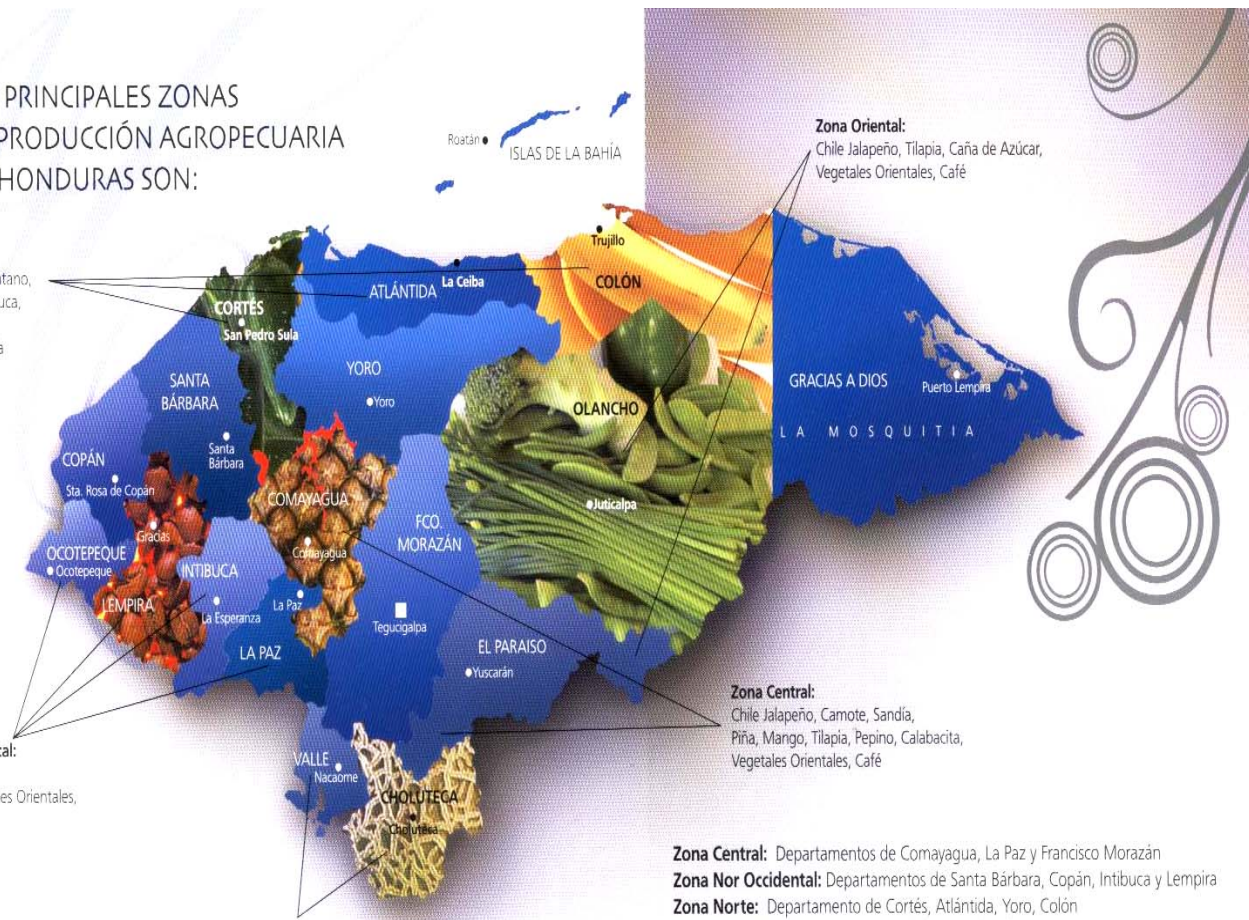 PRINCIPALES ZONAS
PRODUCCIÓN AGROPECUARIA
HONDURAS SON:
Roatán
ISLAS DE LA BAHÍA
Zona Oriental:
Chile Jalapeño, Tilapia, Caña de Azúcar,
Vegetales Orientales, Café
Trujillo
COLÓN
La Ceiba
ATLÁNTIDA
CORTÉS
San Pedro Sula
YORO
Yoro
SANTA
BÁRBARA
Santa
Bárbara
OLANCHO
Juticalpa
GRACIAS A DIOS
Puerto Lempira
LA MOSQUITIA
COPÁN
Sta. Rosa de Copán
COMAYAGUA
Comayagua
FCO.
MORAZÁN
Tegucigalpa
Gracias
OCOTEPEQUE
Ocotepeque
INTIBUCA
La Esperanza
LEMPIRA
La Paz
LA PAZ
EL PARAISO
Yuscarán
Zona Central:
Chile Jalapeño, Camote, Sandía,
Piña, Mango, Tilapia, Pepino, Calabacita,
Vegetales Orientales, Café
VALLE
Nacaome
CHOLUTECA
Choluteca
es Orientales,
Zona Central: Departamentos de Comayagua, La Paz y Francisco Morazán
Zona Nor Occidental: Departamentos de Santa Bárbara, Copán, Intibuca y Lempira
Zona Norte: Departamento de Cortés, Atlántida, Yoro, Colón